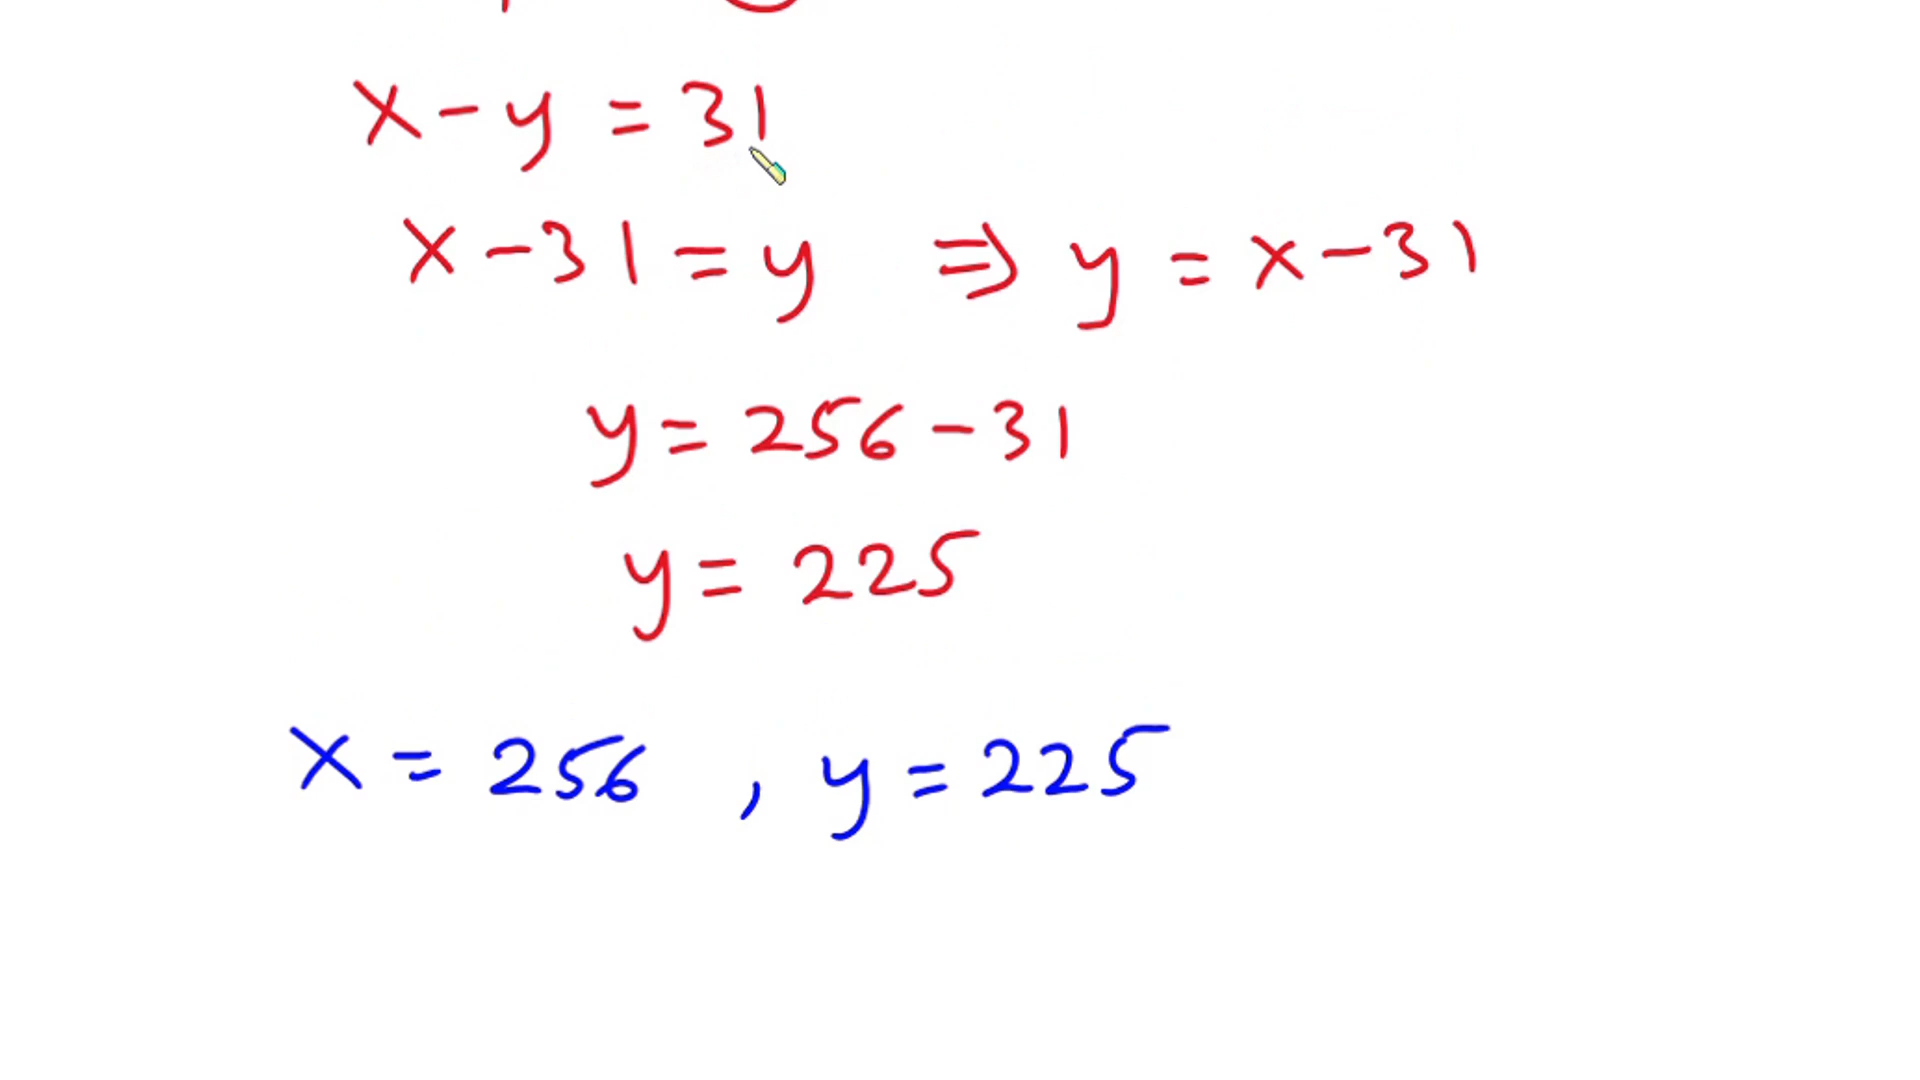 x - y = 31
x - 31 = y ⇒ y = x - 31
y = 256 - 31
y = 225
x = 256 , y = 225